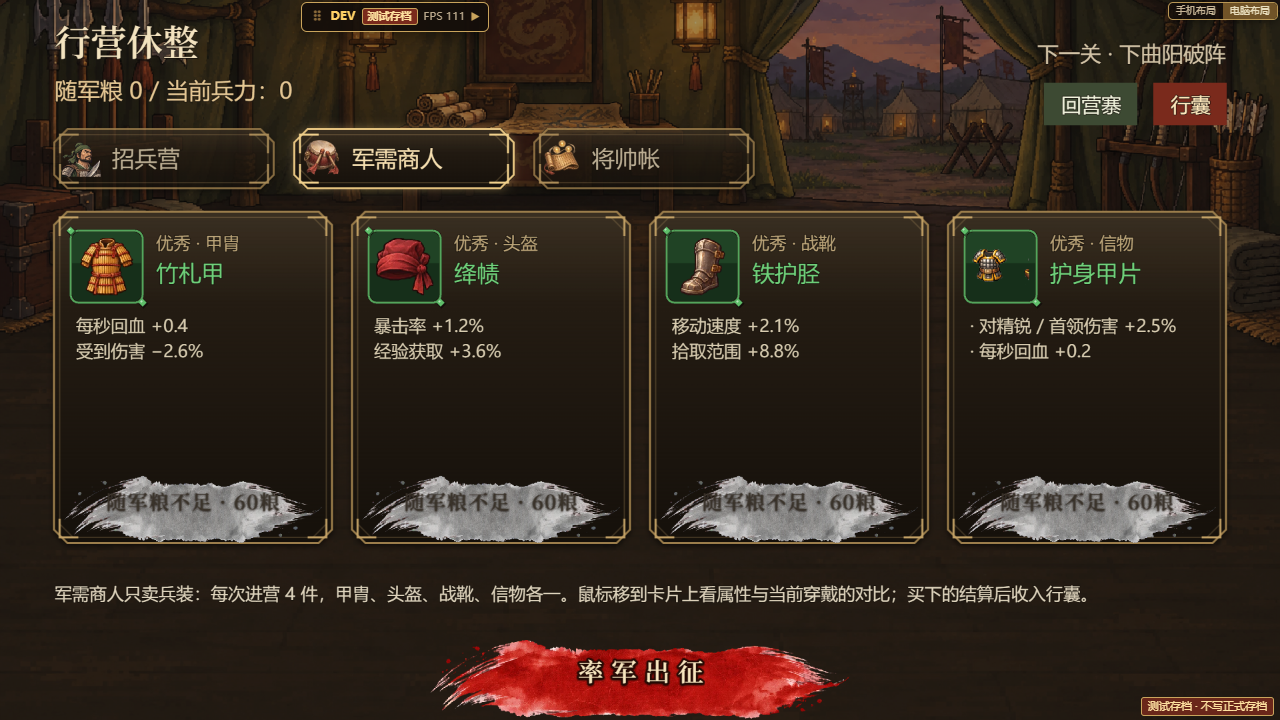 DEV 测试存档 FPS 111 ▶
手机布局 电脑布局
行营休整
随军粮 0 / 当前兵力：0
下一关 · 下曲阳破阵
回营寨 行囊
招兵营 军需商人 将帅帐
优秀 · 甲胄
竹札甲
每秒回血 +0.4
受到伤害 −2.6%
随军粮不足 · 60粮
优秀 · 头盔
绛帻
暴击率 +1.2%
经验获取 +3.6%
随军粮不足 · 60粮
优秀 · 战靴
铁护胫
移动速度 +2.1%
拾取范围 +8.8%
随军粮不足 · 60粮
优秀 · 信物
护身甲片
· 对精锐 / 首领伤害 +2.5%
· 每秒回血 +0.2
随军粮不足 · 60粮
军需商人只卖兵装：每次进营 4 件，甲胄、头盔、战靴、信物各一。鼠标移到卡片上看属性与当前穿戴的对比；买下的结算后收入行囊。
率军出征
测试存档 · 不写正式存档